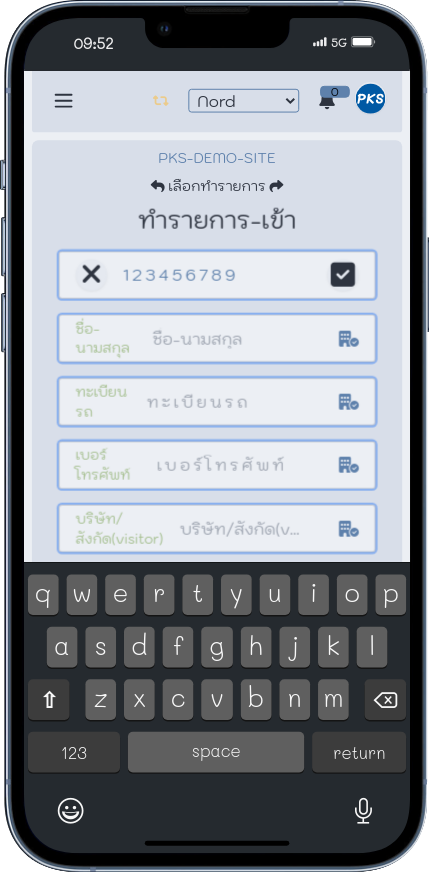 09:52
5G
Nord
0
PKS
PKS-DEMO-SITE
เลือกทำรายการ
ทำรายการ-เข้า
123456789
ชื่อ-
นามสกุล
ชื่อ-นามสกุล
ทะเบียน
รถ
ทะเบียนรถ
เบอร์
โทรศัพท์
เบอร์โทรศัพท์
บริษัท/
สังกัด(visitor)
บริษัท/สังกัด(v...
q w e r t y u i o p
a s d f g h j k l
z x c v b n m
123 space return